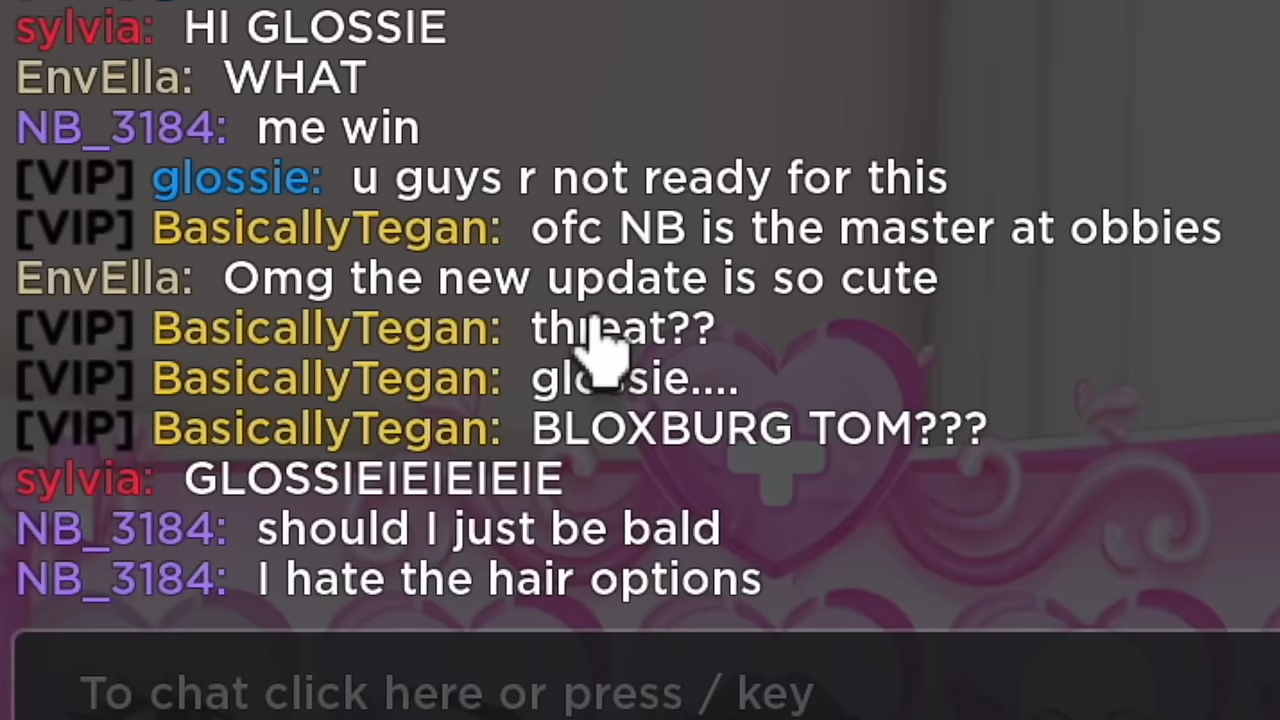 sylvia: HI GLOSSIE
EnvElla: WHAT
NB_3184: me win
[VIP] glossie: u guys r not ready for this
[VIP] BasicallyTegan: ofc NB is the master at obbies
EnvElla: Omg the new update is so cute
[VIP] BasicallyTegan: threat??
[VIP] BasicallyTegan: glossie....
[VIP] BasicallyTegan: BLOXBURG TOM???
sylvia: GLOSSIEIEIEIEIE
NB_3184: should I just be bald
NB_3184: I hate the hair options
To chat click here or press / key